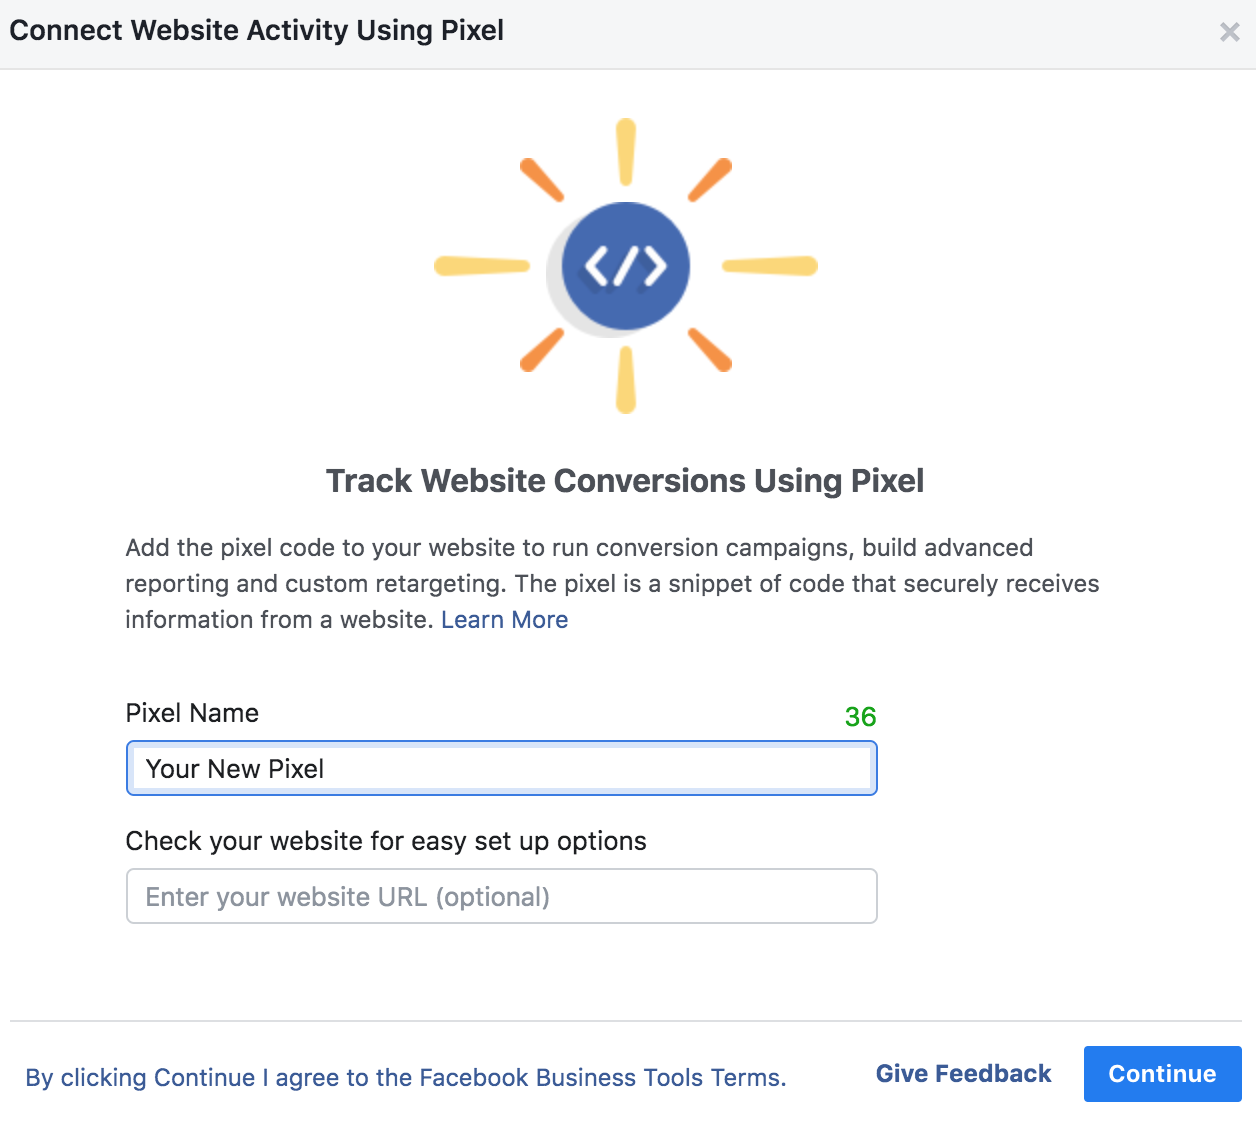 Connect Website Activity Using Pixel
Track Website Conversions Using Pixel
Add the pixel code to your website to run conversion campaigns, build advanced
reporting and custom retargeting. The pixel is a snippet of code that securely receives
information from a website. Learn More
Pixel Name
36
Your New Pixel
Check your website for easy set up options
Enter your website URL (optional)
By clicking Continue I agree to the Facebook Business Tools Terms.
Give Feedback
Continue